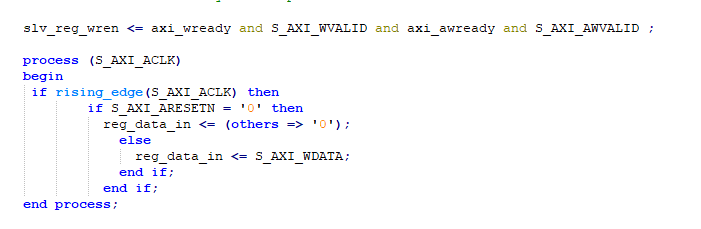 slv_reg_wren <= axi_wready and S_AXI_WVALID and axi_awready and S_AXI_AWVALID ;
process (S_AXI_ACLK)
begin
if rising_edge(S_AXI_ACLK) then
if S_AXI_ARESETN = '0' then
reg_data_in <= (others => '0');
else
reg_data_in <= S_AXI_WDATA;
end if;
end if;
end process;